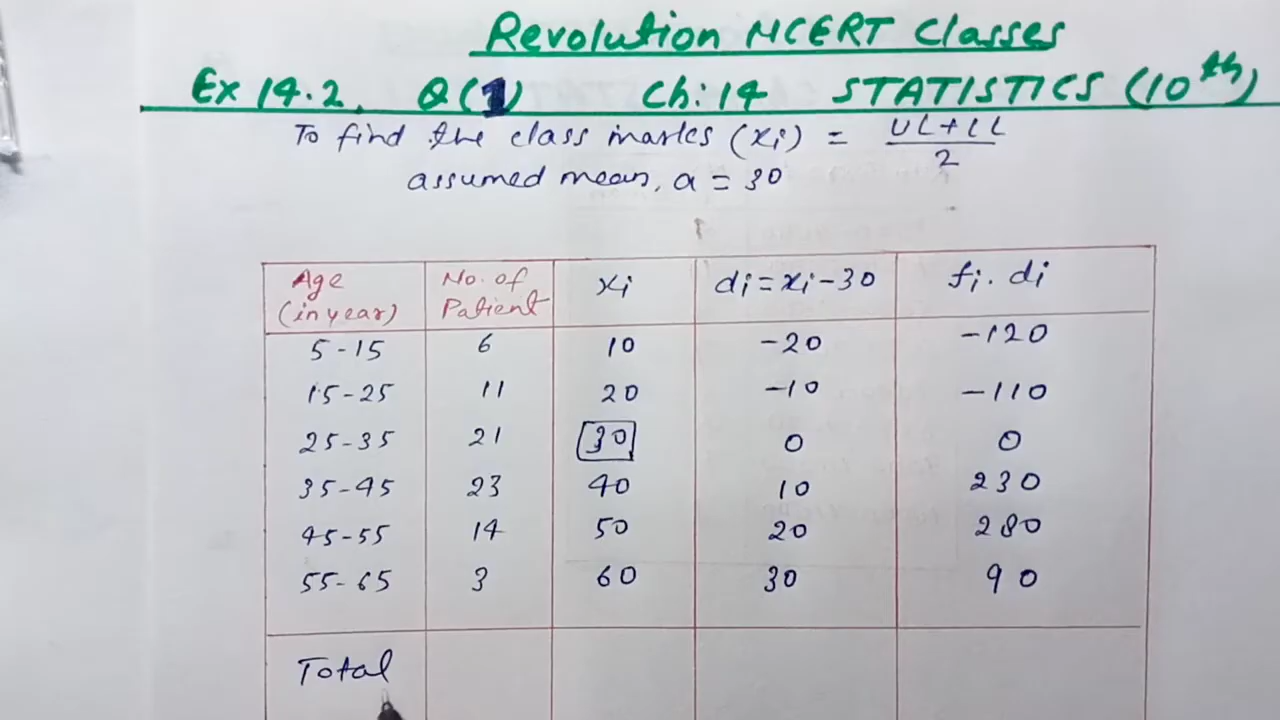 Revolution NCERT Classes
Ex 14.2, Q(1) Ch:14 STATISTICS (10th)
To find the class marks (xi) = UL+LL/2
assumed mean, a = 30
Age (in year) No. of Patient xi di = xi - 30 fi. di
5-15 6 10 -20 -120
15-25 11 20 -10 -110
25-35 21 30 0 0
35-45 23 40 10 230
45-55 14 50 20 280
55-65 3 60 30 90
Total